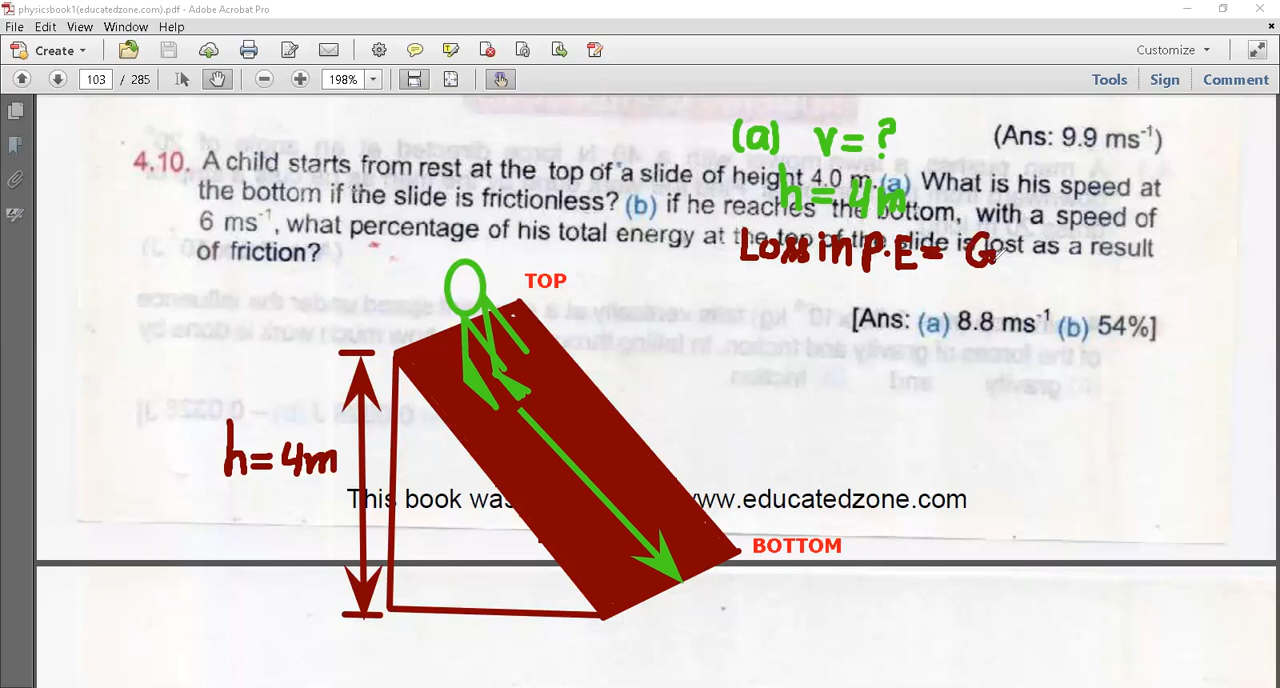 physicsbook1(educatedzone.com).pdf - Adobe Acrobat Pro
File Edit View Window Help
Create Customize
103 / 285 198% Tools Sign Comment
(Ans: 9.9 ms⁻¹)
(a) v = ?
4.10. A child starts from rest at the top of a slide of height 4.0 m. (a) What is his speed at
h = 4m
the bottom if the slide is frictionless? (b) if he reaches the bottom, with a speed of
6 ms⁻¹, what percentage of his total energy at the top of the slide is lost as a result
Loss in P.E = G
of friction?
TOP
[Ans: (a) 8.8 ms⁻¹ (b) 54%]
h = 4m
This book was www.educatedzone.com
BOTTOM